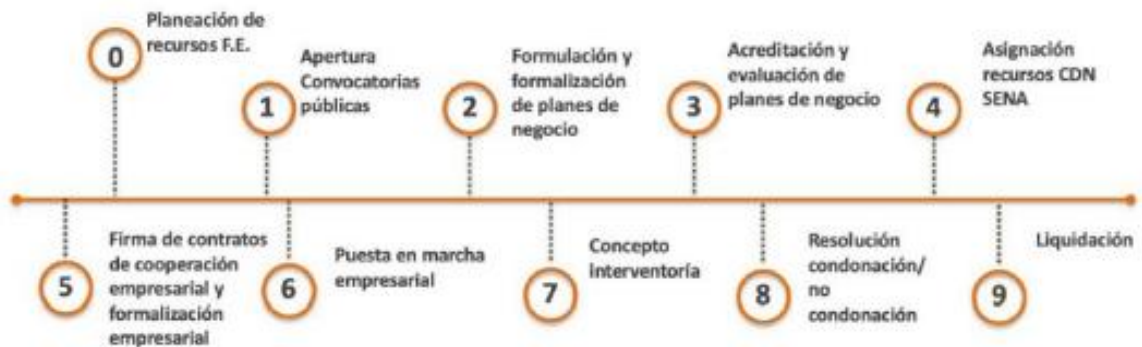 0
Planeación de
recursos F.E.
1
Apertura
Convocatorias
públicas
2
Formulación y
formalización
de planes de
negocio
3
Acreditación y
evaluación de
planes de negocio
4
Asignación
recursos CDN
SENA
5
Firma de contratos
de cooperación
empresarial y
formalización
empresarial
6
Puesta en marcha
empresarial
7
Concepto
Interventoría
8
Resolución
condonación/
no
condonación
9
Liquidación